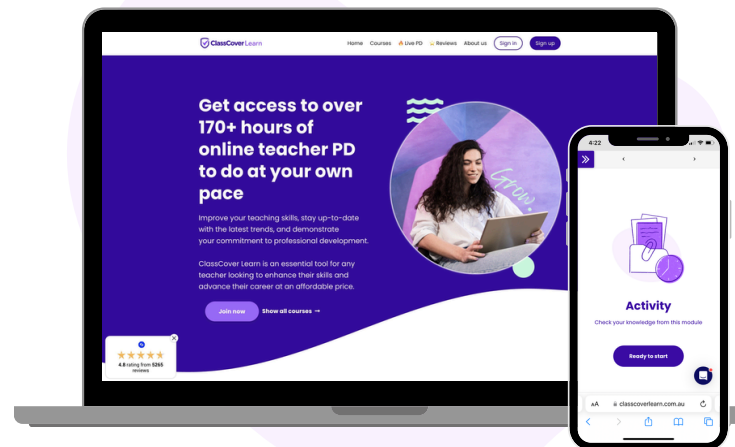 ClassCover Learn
Home Courses Live PD Reviews About us Sign in Sign up
Get access to over
170+ hours of
online teacher PD
to do at your own
pace
Improve your teaching skills, stay up-to-date
with the latest trends, and demonstrate
your commitment to professional development.
ClassCover Learn is an essential tool for any
teacher looking to enhance their skills and
advance their career at an affordable price.
Join now Show all courses →
Grow.
4.8 rating from 5265
reviews
4:22
Activity
Check your knowledge from this module
Ready to start
AA classcoverlearn.com.au